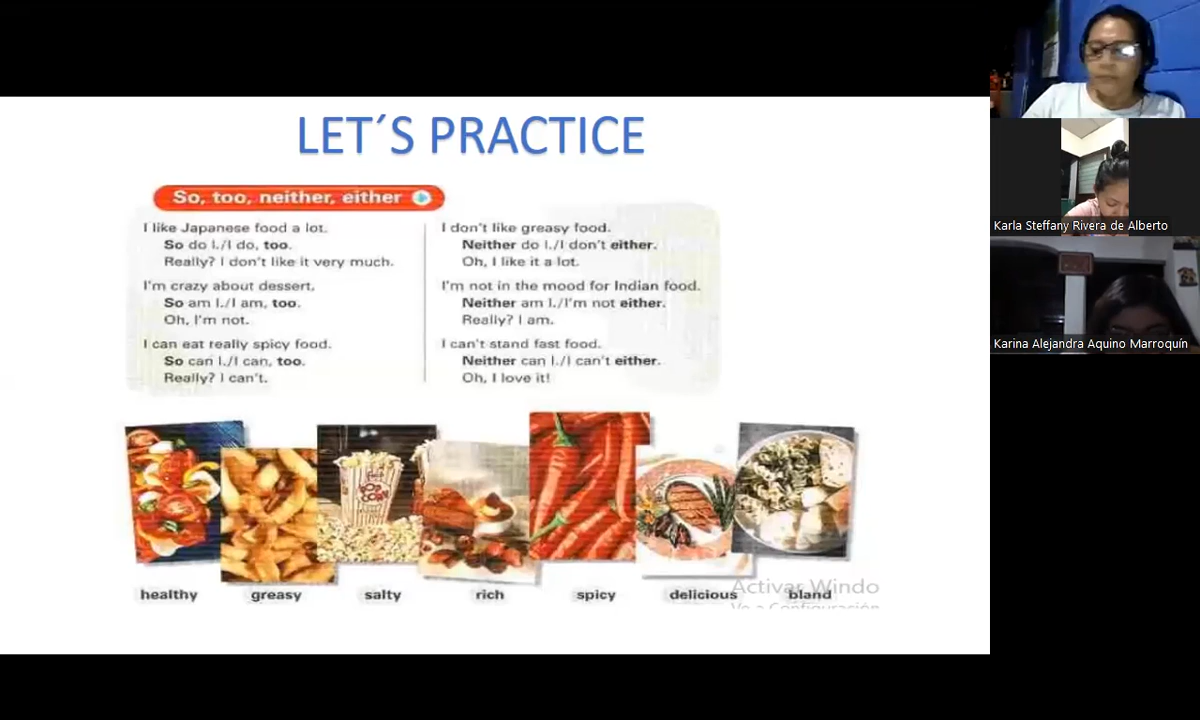 LET´S PRACTICE
So, too, neither, either
I like Japanese food a lot.
So do I./I do, too.
Really? I don't like it very much.
I'm crazy about dessert.
So am I./I am, too.
Oh, I'm not.
I can eat really spicy food.
So can I./I can, too.
Really? I can't.
I don't like greasy food.
Neither do I./I don't either.
Oh, I like it a lot.
I'm not in the mood for Indian food.
Neither am I./I'm not either.
Really? I am.
I can't stand fast food.
Neither can I./I can't either.
Oh, I love it!
POP CORN
healthy
greasy
salty
rich
spicy
delicious
bland
Activar Windo
Ve a Configuración
Karla Steffany Rivera de Alberto
Karina Alejandra Aquino Marroquín